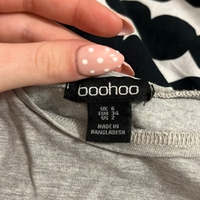 boohoo
UK 6
EUR 34
US 2
MADE IN
BANGLADESH